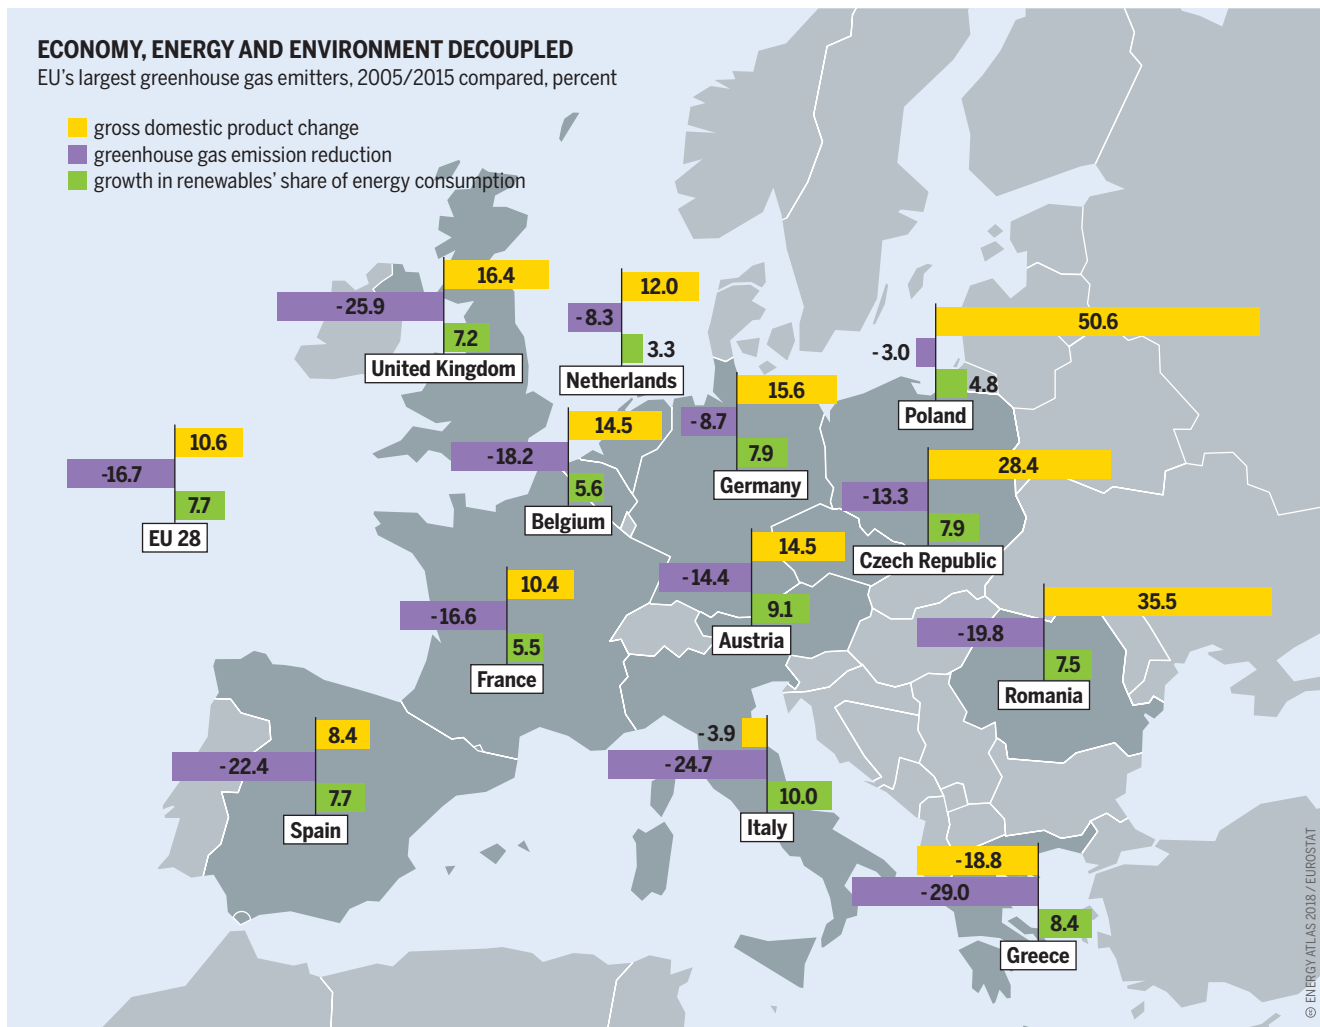 ECONOMY, ENERGY AND ENVIRONMENT DECOUPLED
EU's largest greenhouse gas emitters, 2005/2015 compared, percent
gross domestic product change
greenhouse gas emission reduction
growth in renewables' share of energy consumption
16.4
-25.9
7.2
United Kingdom
12.0
-8.3
3.3
Netherlands
50.6
-3.0
4.8
Poland
15.6
-8.7
7.9
Germany
14.5
-18.2
5.6
Belgium
10.6
-16.7
7.7
EU 28
28.4
-13.3
7.9
Czech Republic
14.5
-14.4
9.1
Austria
10.4
-16.6
5.5
France
35.5
-19.8
7.5
Romania
8.4
-22.4
7.7
Spain
-3.9
-24.7
10.0
Italy
-18.8
-29.0
8.4
Greece
ENERGY ATLAS 2018 / EUROSTAT